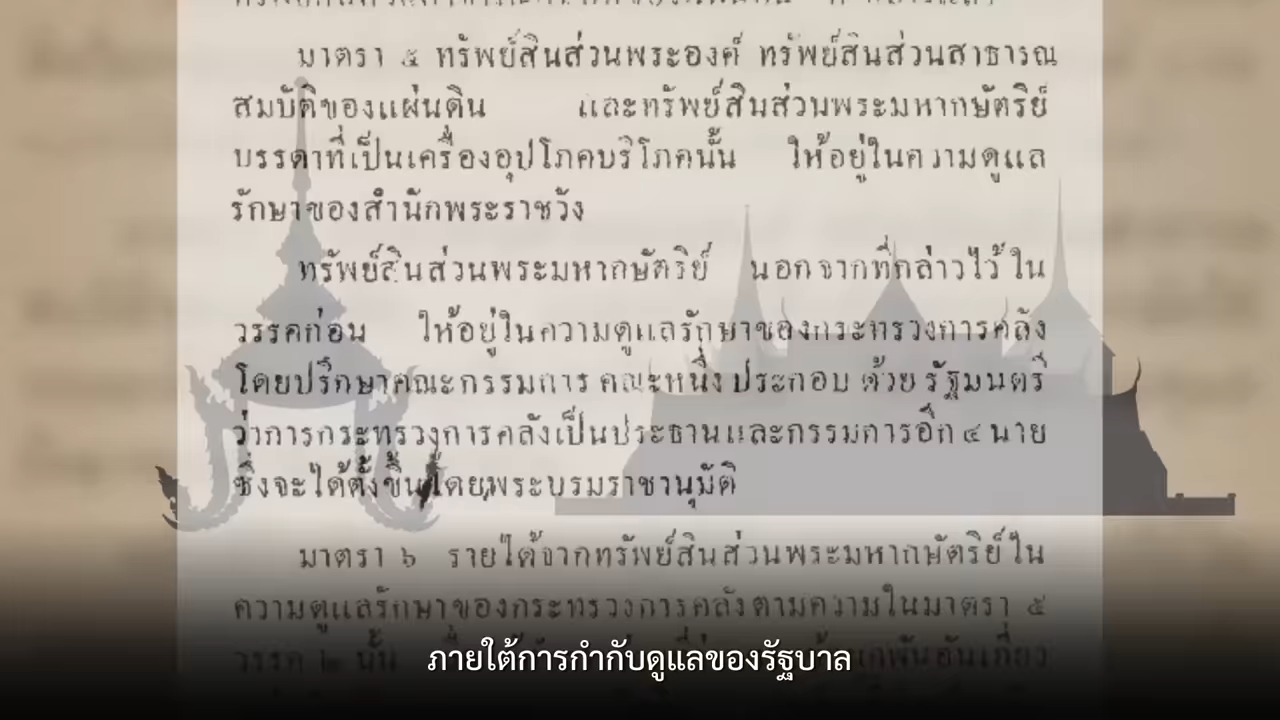 มาตรา ๕ ทรัพย์สินส่วนพระองค์ ทรัพย์สินส่วนสาธารณ
สมบัติของแผ่นดิน และทรัพย์สินส่วนพระมหากษัตริย์
บรรดาที่เป็นเครื่องอุปโภคบริโภคนั้น ให้อยู่ในความดูแล
รักษาของสำนักพระราชวัง
ทรัพย์สินส่วนพระมหากษัตริย์ นอกจากที่กล่าวไว้ใน
วรรคก่อน ให้อยู่ในความดูแลรักษาของกระทรวงการคลัง
โดยปรึกษาคณะกรรมการคณะหนึ่ง ประกอบด้วยรัฐมนตรี
ว่าการกระทรวงการคลังเป็นประธานและกรรมการอีก ๔ นาย
ซึ่งจะได้ตั้งขึ้นโดยพระบรมราชานุมัติ
มาตรา ๖ รายได้จากทรัพย์สินส่วนพระมหากษัตริย์ใน
ความดูแลรักษาของกระทรวงการคลังตามความในมาตรา ๕
วรรค ๒ นั้น
ภายใต้การกำกับดูแลของรัฐบาล